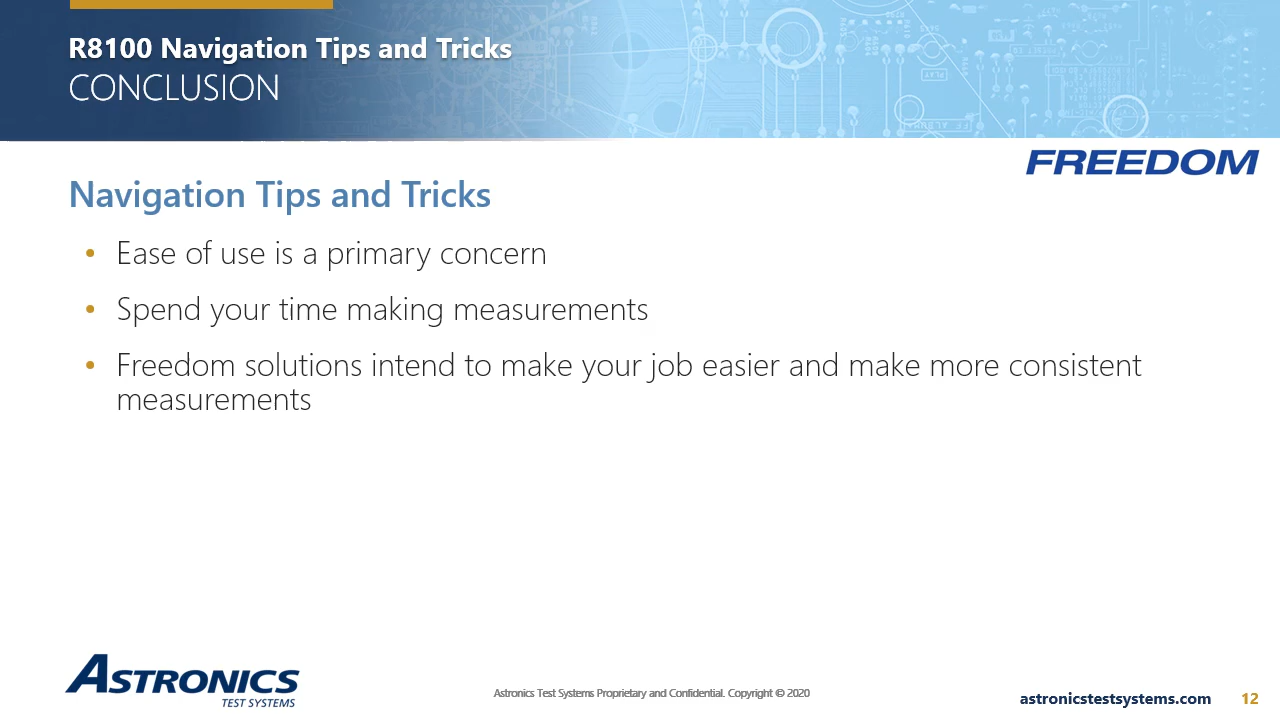 R8100 Navigation Tips and Tricks
CONCLUSION
FREEDOM
Navigation Tips and Tricks
• Ease of use is a primary concern
• Spend your time making measurements
• Freedom solutions intend to make your job easier and make more consistent
measurements
ASTRONICS
TEST SYSTEMS
Astronics Test Systems Proprietary and Confidential. Copyright © 2020
astronicstestsystems.com 12